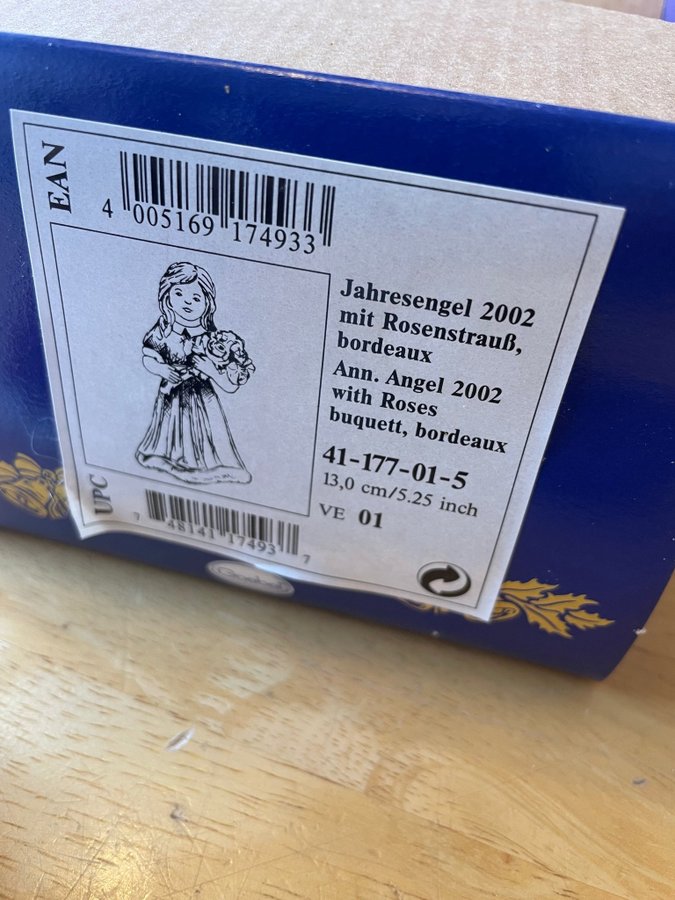 EAN
4 005169 174933
Jahresengel 2002
mit Rosenstrauß,
bordeaux
Ann. Angel 2002
with Roses
buquett, bordeaux
41-177-01-5
13,0 cm/5.25 inch
VE 01
UPC
7 48141 17493 7
Goebel